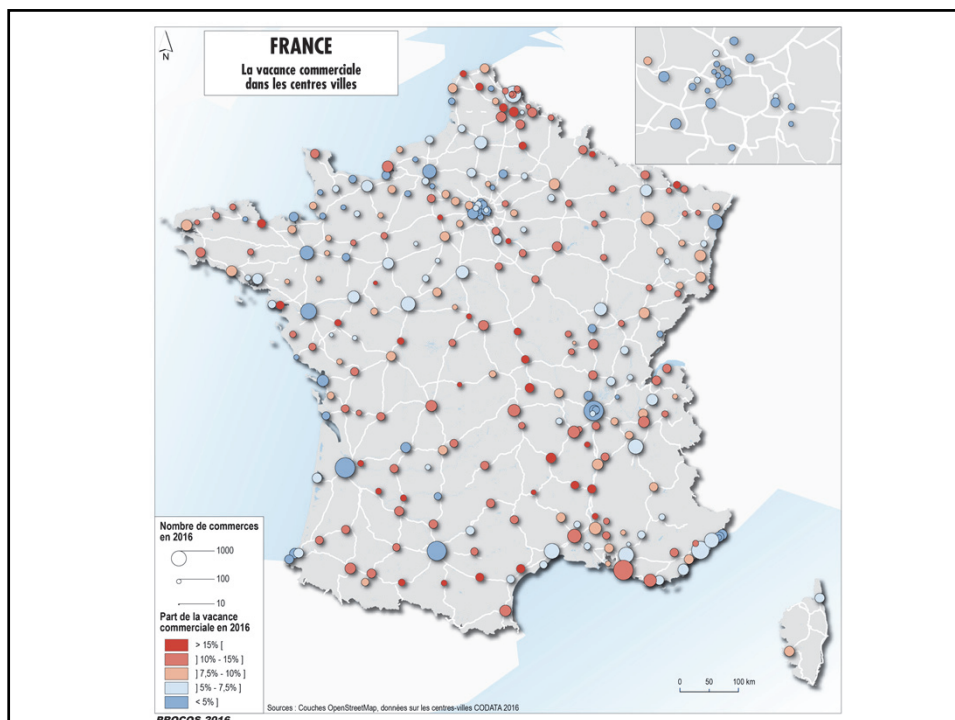 N
FRANCE
La vacance commerciale
dans les centres villes
Nombre de commerces
en 2016
1000
100
10
Part de la vacance
commerciale en 2016
> 15% [
] 10% - 15%]
] 7,5% - 10%]
] 5% - 7,5%]
< 5% ]
0 50 100 km
Sources : Couches OpenStreetMap, données sur les centres-villes CODATA 2016
PROCOS 2016